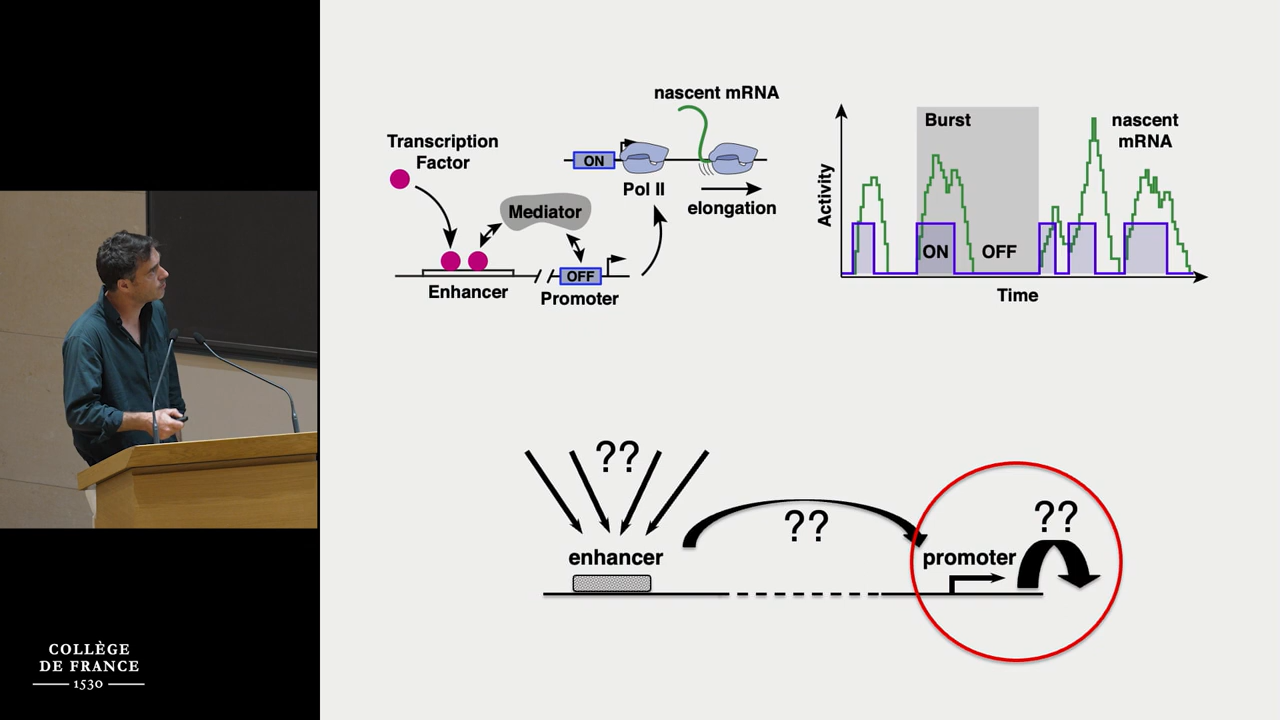 Transcription
Factor
Mediator
Enhancer
OFF
Promoter
nascent mRNA
ON
Pol II
elongation
Activity
Burst
nascent
mRNA
ON
OFF
Time
??
??
??
enhancer
promoter
COLLÈGE
DE FRANCE
1530